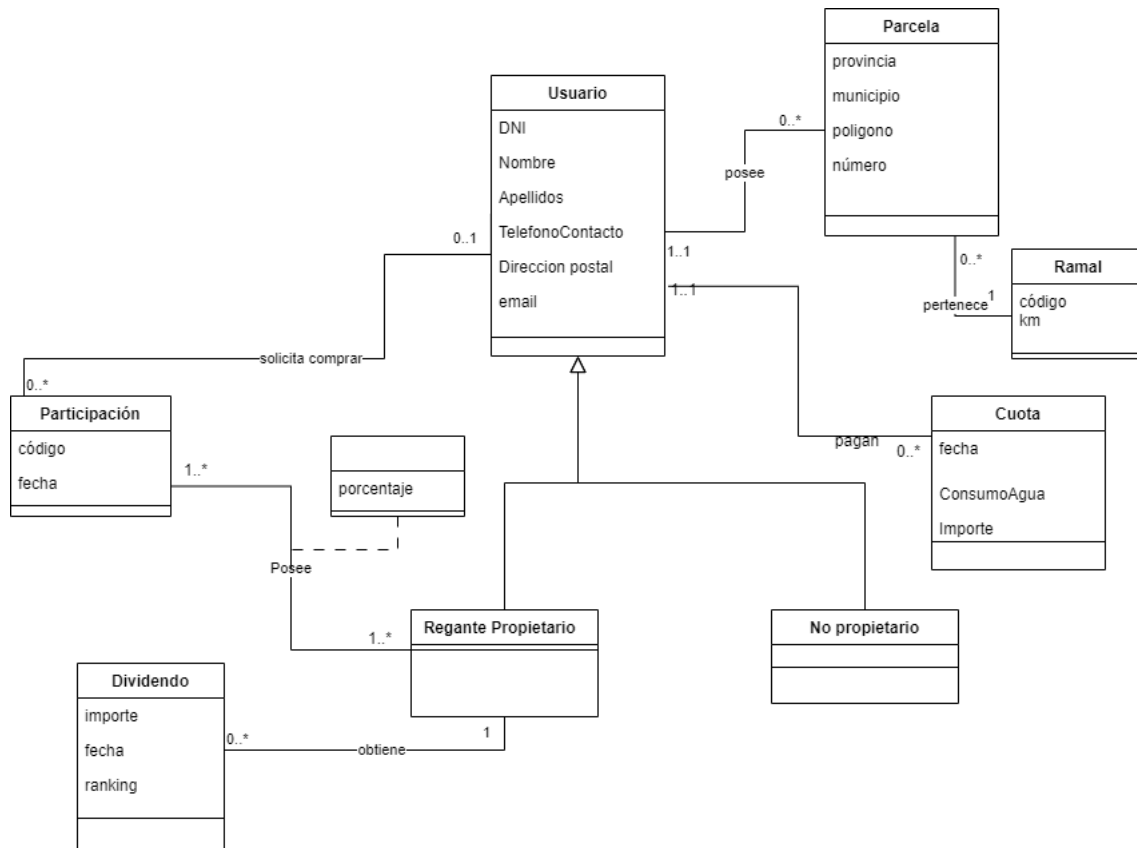 Parcela
provincia
municipio
poligono
número
Usuario
DNI
Nombre
Apellidos
TelefonoContacto
Direccion postal
email
0..*
posee
1..1
0..1
1..1
0..*
pertenece
1
Ramal
código
km
solicita comprar
0..*
Participación
código
fecha
1..*
porcentaje
Posee
1..*
pagan
0..*
Cuota
fecha
ConsumoAgua
Importe
Regante Propietario
No propietario
Dividendo
importe
fecha
ranking
0..*
obtiene
1